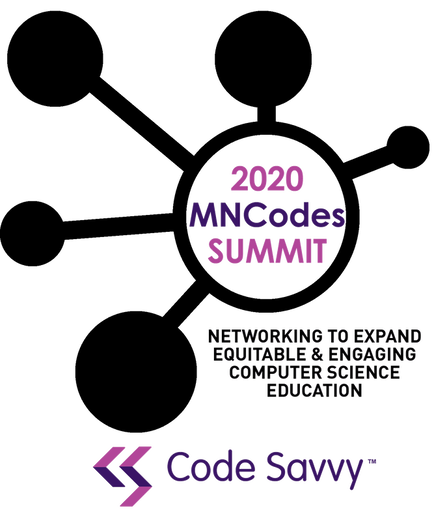 2020
MNCodes
SUMMIT
NETWORKING TO EXPAND
EQUITABLE & ENGAGING
COMPUTER SCIENCE
EDUCATION
Code Savvy™